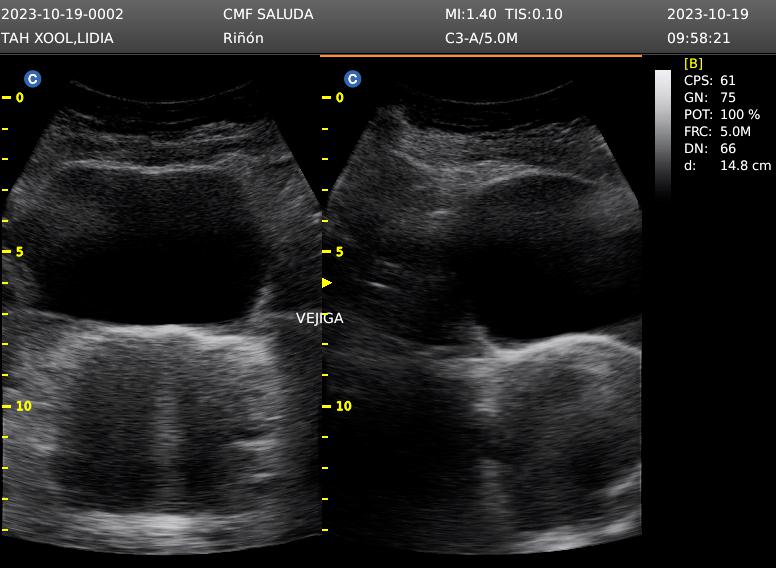 2023-10-19-0002 CMF SALUDA MI:1.40 TIS:0.10 2023-10-19
TAH XOOL,LIDIA Riñón C3-A/5.0M 09:58:21
C
C
[B]
CPS: 61
GN: 75
POT: 100 %
FRC: 5.0M
DN: 66
d: 14.8 cm
0
0
5
5
VEJIGA
10
10